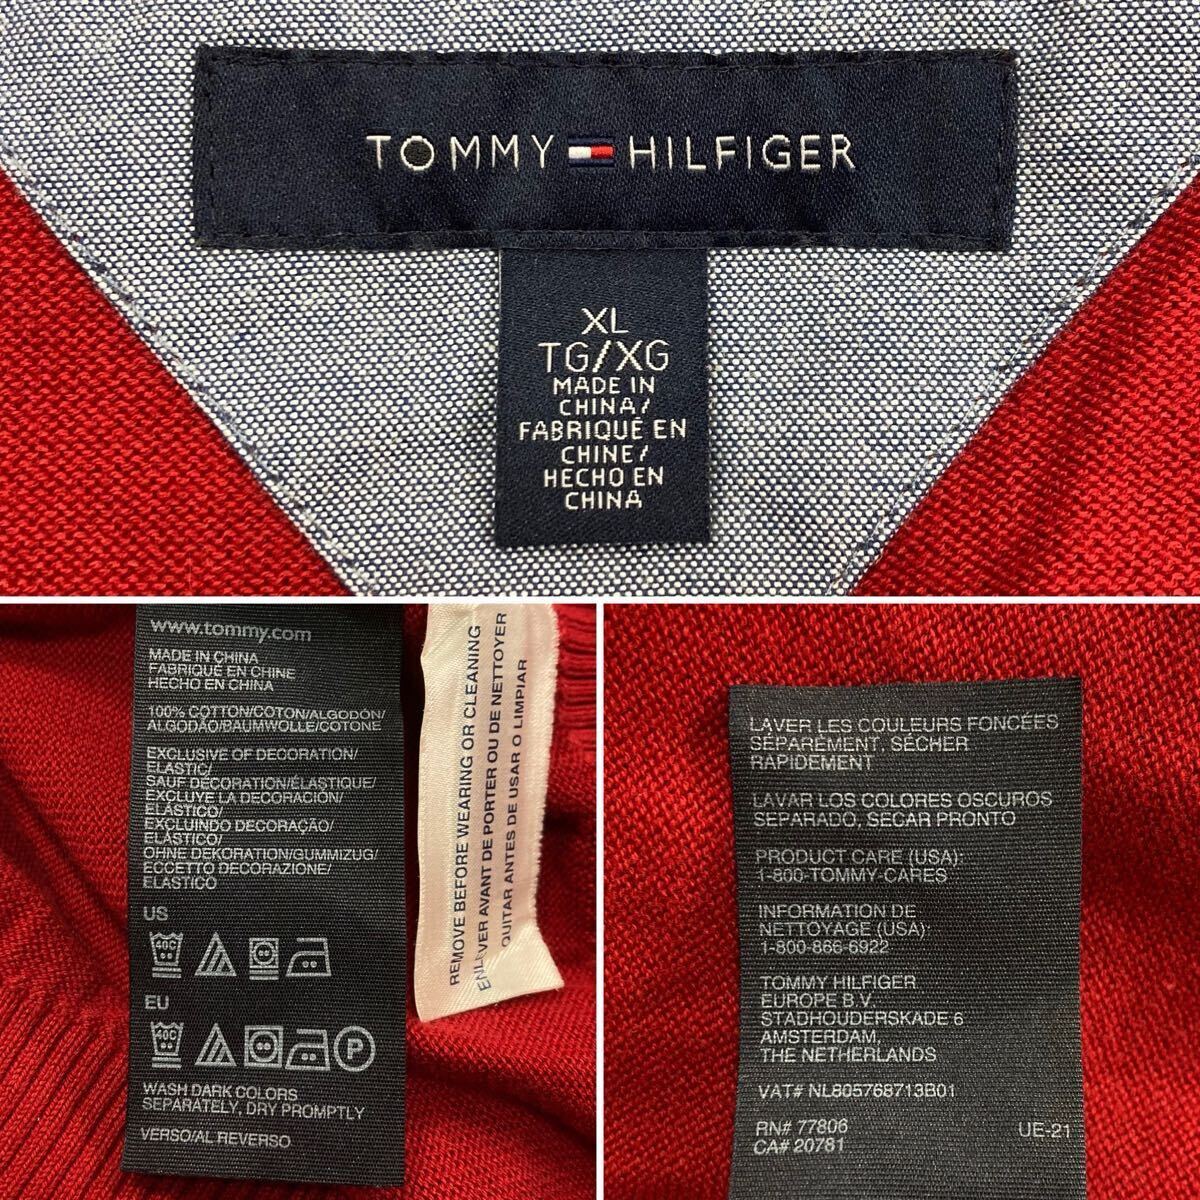 TOMMY HILFIGER
XL
TG/XG
MADE IN
CHINA/
FABRIQUÉ EN
CHINE/
HECHO EN
CHINA
www.tommy.com
MADE IN CHINA
FABRIQUÉ EN CHINE
HECHO EN CHINA
100% COTTON/COTON/ALGODÓN/
ALGODÃO/BAUMWOLLE/COTONE
EXCLUSIVE OF DECORATION/
ELASTIC/
SAUF DECORATION/ÉLASTIQUE/
EXCLUYE LA DECORACIÓN/
ELÁSTICO/
EXCLUINDO DECORAÇÃO/
ELÁSTICO/
OHNE DEKORATION/GUMMIZUG/
ECCETTO DECORAZIONE/
ELASTICO
US
40C
EU
40C
P
WASH DARK COLORS
SEPARATELY, DRY PROMPTLY
VERSO/AL REVERSO
REMOVE BEFORE WEARING OR CLEANING
ENLEVER AVANT DE PORTER OU DE NETTOYER
QUITAR ANTES DE USAR O LIMPIAR
LAVER LES COULEURS FONCÉES
SÉPARÉMENT, SÉCHER
RAPIDEMENT
LAVAR LOS COLORES OSCUROS
SEPARADO, SECAR PRONTO
PRODUCT CARE (USA):
1-800-TOMMY-CARES
INFORMATION DE
NETTOYAGE (USA):
1-800-866-6922
TOMMY HILFIGER
EUROPE B.V.
STADHOUDERSKADE 6
AMSTERDAM,
THE NETHERLANDS
VAT# NL805768713B01
RN# 77806
CA# 20781
UE-21